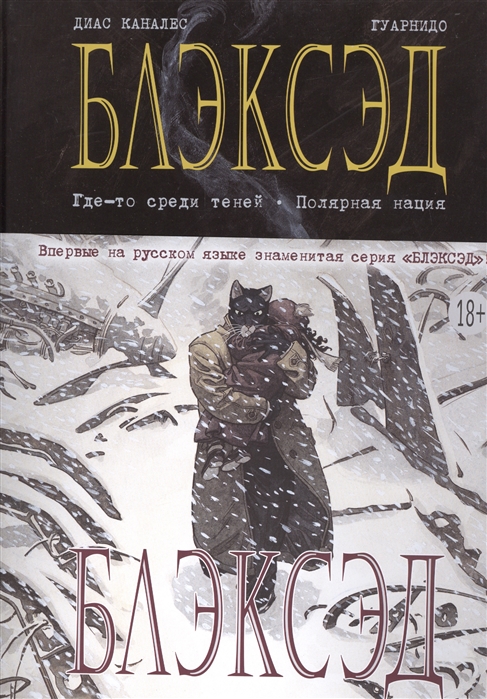 ДИАС КАНАЛЕС ГУАРНИДО
БЛЭКСЭД
Где-то среди теней • Полярная нация
Впервые на русском языке знаменитая серия «БЛЭКСЭД»!
18+
БЛЭКСЭД